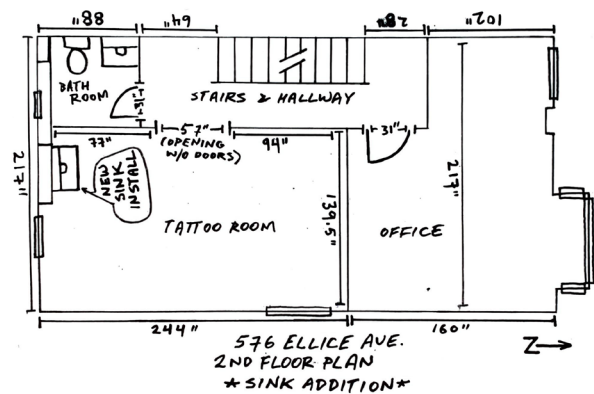 88"
64"
102"
BATH
ROOM
31"
STAIRS & HALLWAY
77"
57"
(OPENING
W/O DOORS)
94"
31"
217"
NEW
SINK
INSTALL
139.5"
217"
TATTOO ROOM
OFFICE
244"
160"
576 ELLICE AVE.
2ND FLOOR PLAN
*SINK ADDITION*
Z